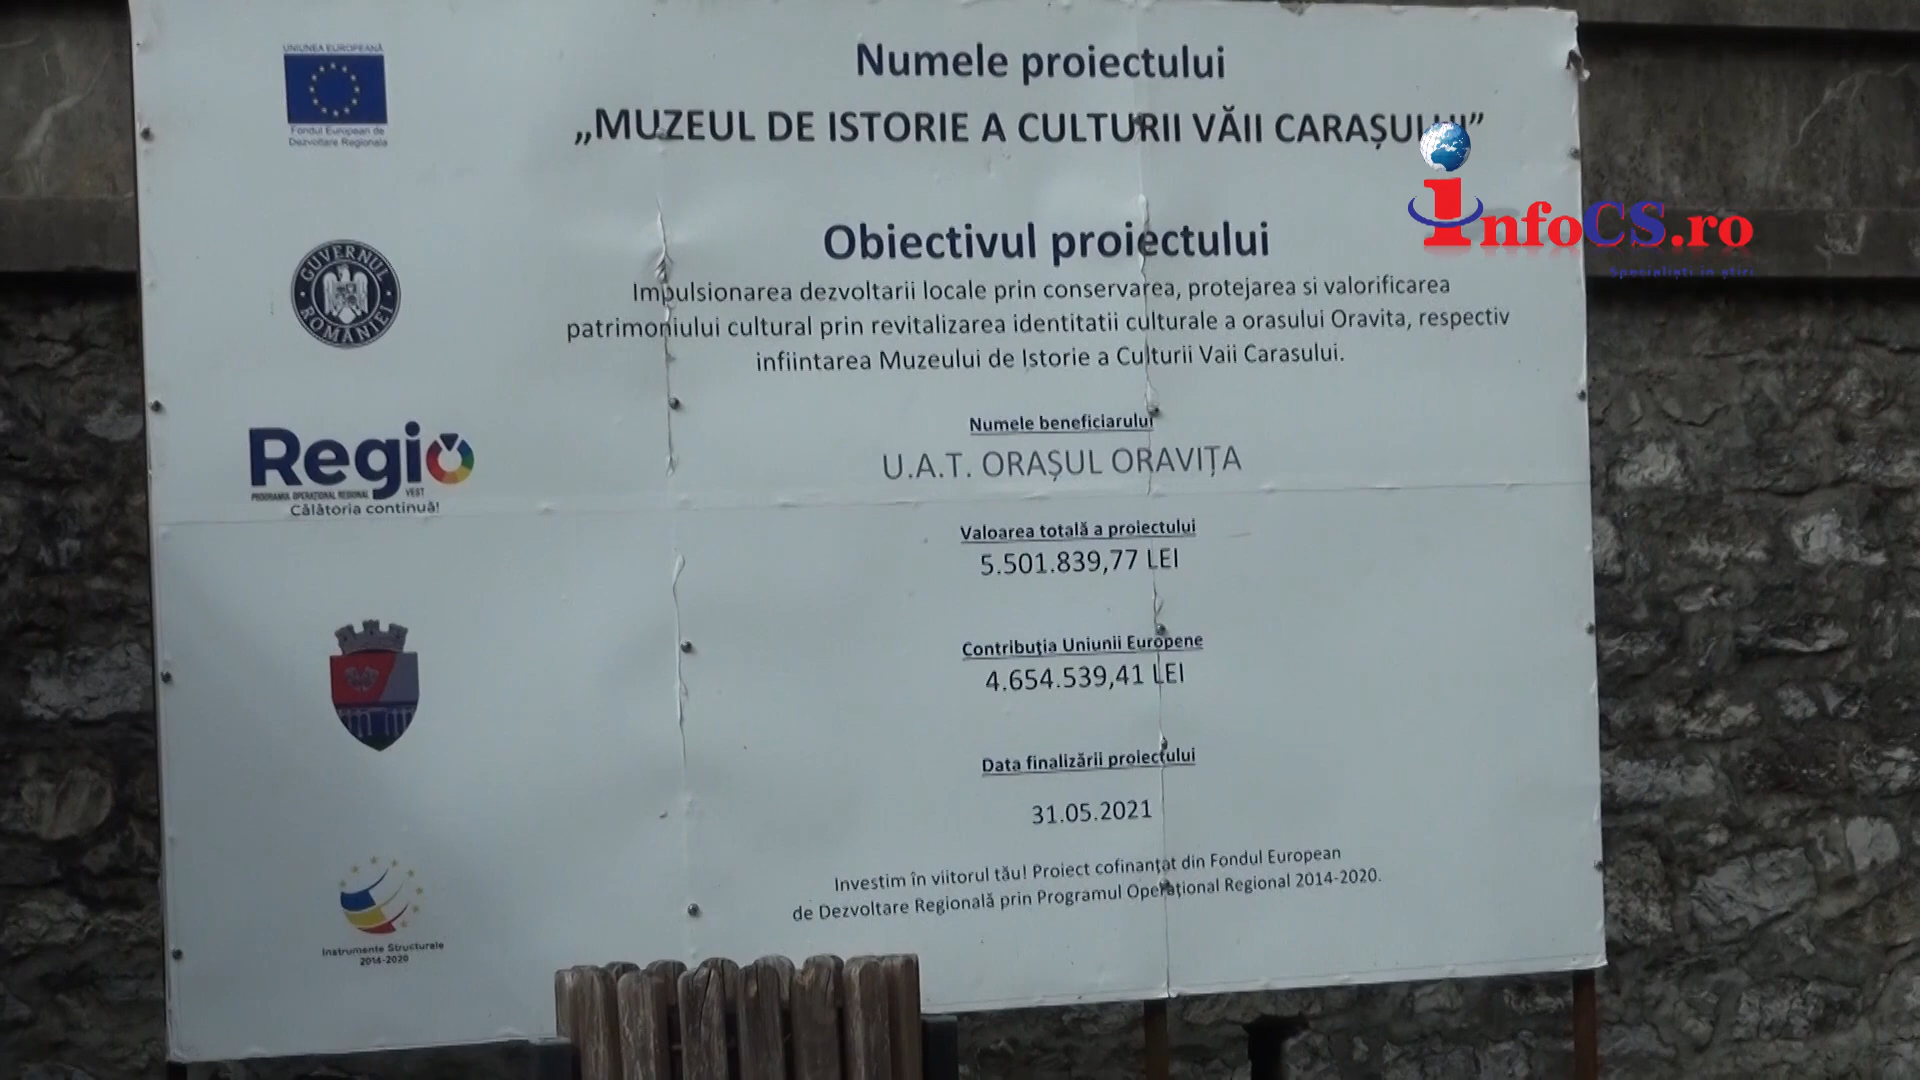 UNIUNEA EUROPEANĂ
Fondul European de
Dezvoltare Regionala
GUVERNUL ROMÂNIEI
Regio
PROGRAMUL OPERAȚIONAL REGIONAL
VEST
Călătoria continuă!
Instrumente Structurale
2014-2020
Numele proiectului
„MUZEUL DE ISTORIE A CULTURII VĂII CARAȘULUI”
infoCS.ro
Specialiști în știri
Obiectivul proiectului
Impulsionarea dezvoltarii locale prin conservarea, protejarea si valorificarea
patrimoniului cultural prin revitalizarea identitatii culturale a orasului Oravita, respectiv
infiintarea Muzeului de Istorie a Culturii Vaii Carasului.
Numele beneficiarului
U.A.T. ORAȘUL ORAVIȚA
Valoarea totală a proiectului
5.501.839,77 LEI
Contribuția Uniunii Europene
4.654.539,41 LEI
Data finalizării proiectului
31.05.2021
Investim în viitorul tău! Proiect cofinanțat din Fondul European
de Dezvoltare Regională prin Programul Operațional Regional 2014-2020.